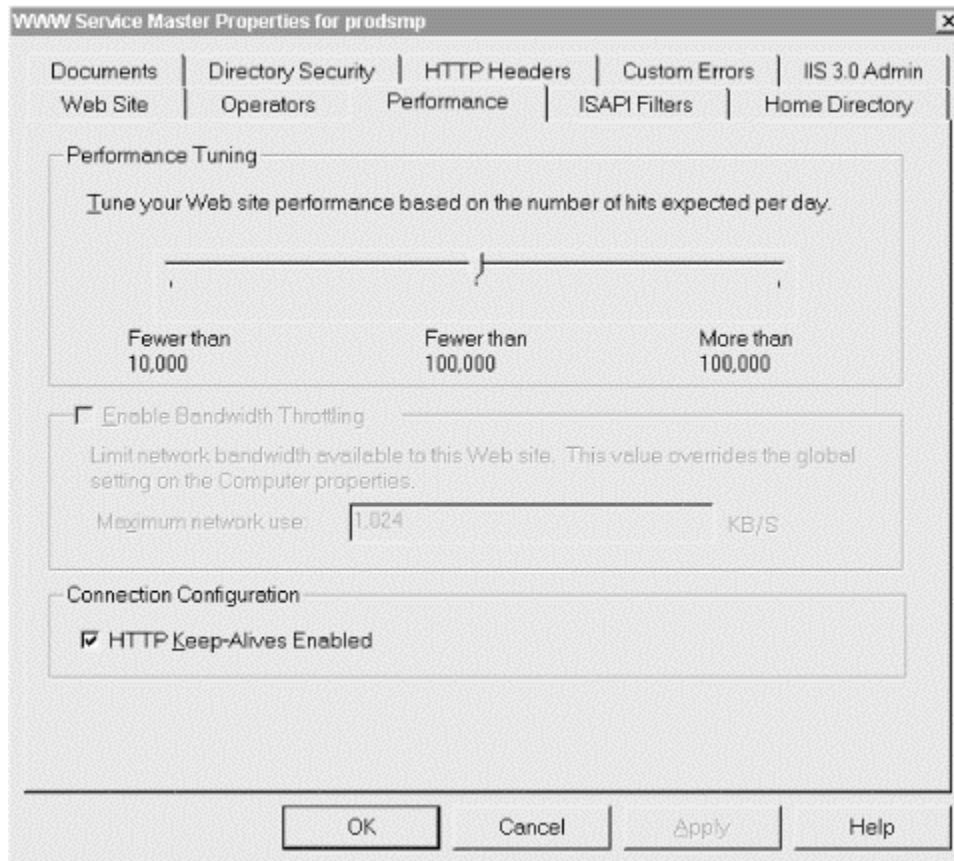 WWW Service Master Properties for prodsmp
Documents Directory Security HTTP Headers Custom Errors IIS 3.0 Admin
Web Site Operators Performance ISAPI Filters Home Directory
Performance Tuning
Tune your Web site performance based on the number of hits expected per day.
Fewer than Fewer than More than
10,000 100,000 100,000
Enable Bandwidth Throttling
Limit network bandwidth available to this Web site. This value overrides the global
setting on the Computer properties.
Maximum network use: 1,024 KB/S
Connection Configuration
HTTP Keep-Alives Enabled
OK Cancel Apply Help